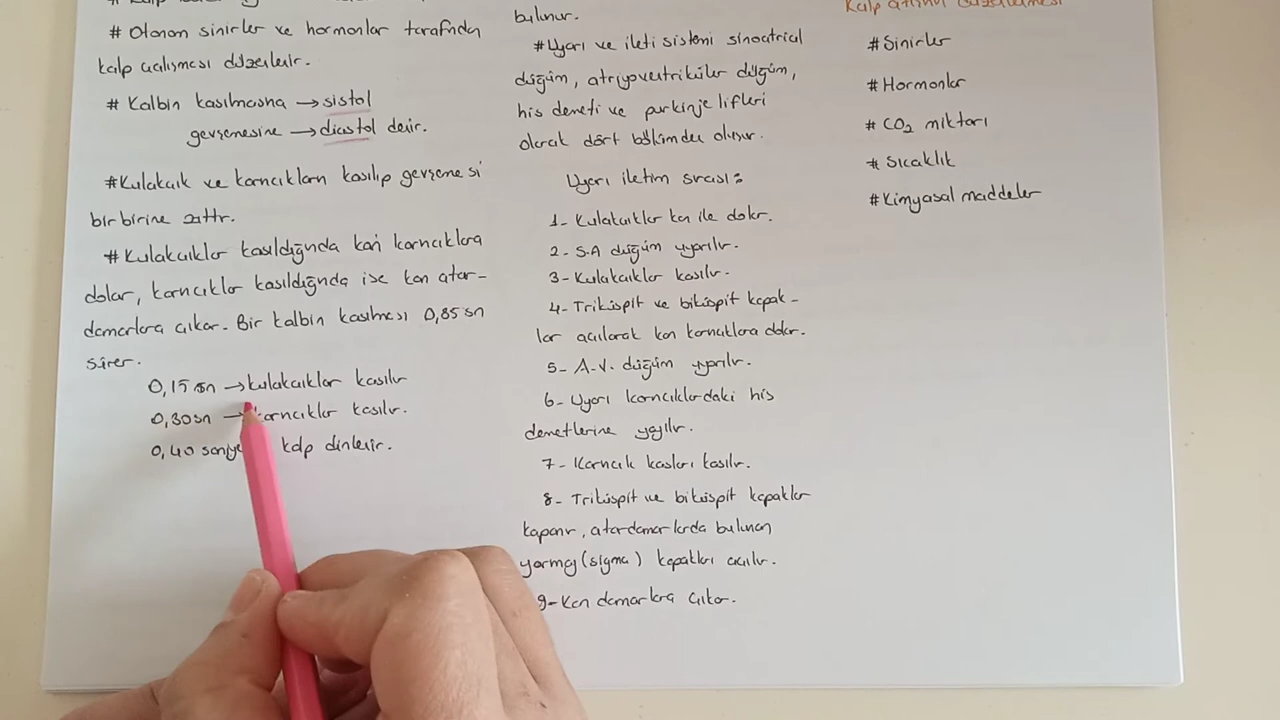 # Otonom sinirler ve hormonlar tarafından
kalp çalışması düzenlenir.
# Kalbin kasılmasına → sistol
gevşemesine → diastol denir.
# Kulakçık ve karıncıkların kasılıp gevşemesi
birbirine zıttır.
# Kulakçıklar kasıldığında kan karıncıklara
dolar, karıncıklar kasıldığında ise kan atar-
damarlara çıkar. Bir kalbin kasılması 0,85 sn
sürer.
0,15 sn → kulakçıklar kasılır
0,30 sn → karıncıklar kasılır.
0,40 kalp dinlenir.
bulunur.
# Uyarı ve ileti sistemi sinoatrial
düğüm, atriyoventriküler düğüm,
his demeti ve purkinje lifleri
olarak dört bölümden oluşur.
Uyarı iletim sırası:
1- Kulakçıklar kan ile dolar.
2- S.A düğüm uyarılır.
3- Kulakçıklar kasılır.
4- Triküspit ve biküspit kapak-
lar açılarak kan karıncıklara dolar.
5- A.V. düğüm uyarılır.
6- Uyarı karıncıklardaki his
demetlerine yayılır.
7- Karıncık kasları kasılır.
8- Triküspit ve biküspit kapaklar
kapanır, atardamarlarda bulunan
yarımay (sigma) kapakları açılır.
9- Kan damarlara çıkar.
# Sinirler
# Hormonlar
# CO₂ miktarı
# Sıcaklık
# Kimyasal maddeler